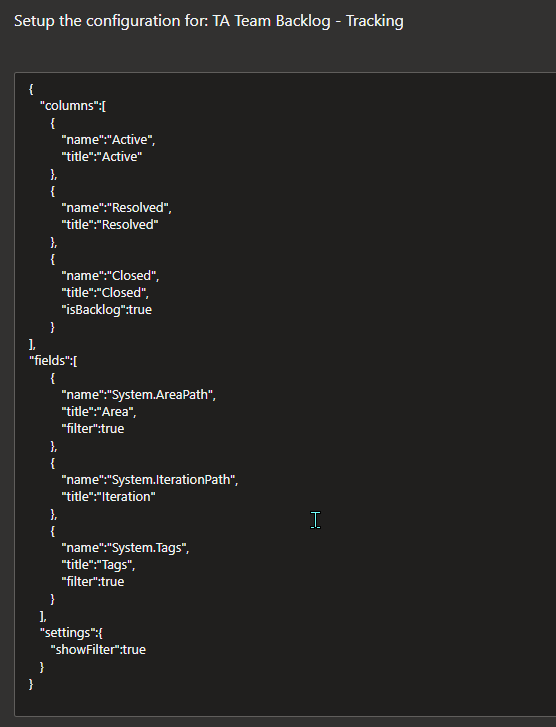 Setup the configuration for: TA Team Backlog - Tracking
{
"columns":[
{
"name":"Active",
"title":"Active"
},
{
"name":"Resolved",
"title":"Resolved"
},
{
"name":"Closed",
"title":"Closed",
"isBacklog":true
}
],
"fields":[
{
"name":"System.AreaPath",
"title":"Area",
"filter":true
},
{
"name":"System.IterationPath",
"title":"Iteration"
},
{
"name":"System.Tags",
"title":"Tags",
"filter":true
}
],
"settings":{
"showFilter":true
}
}